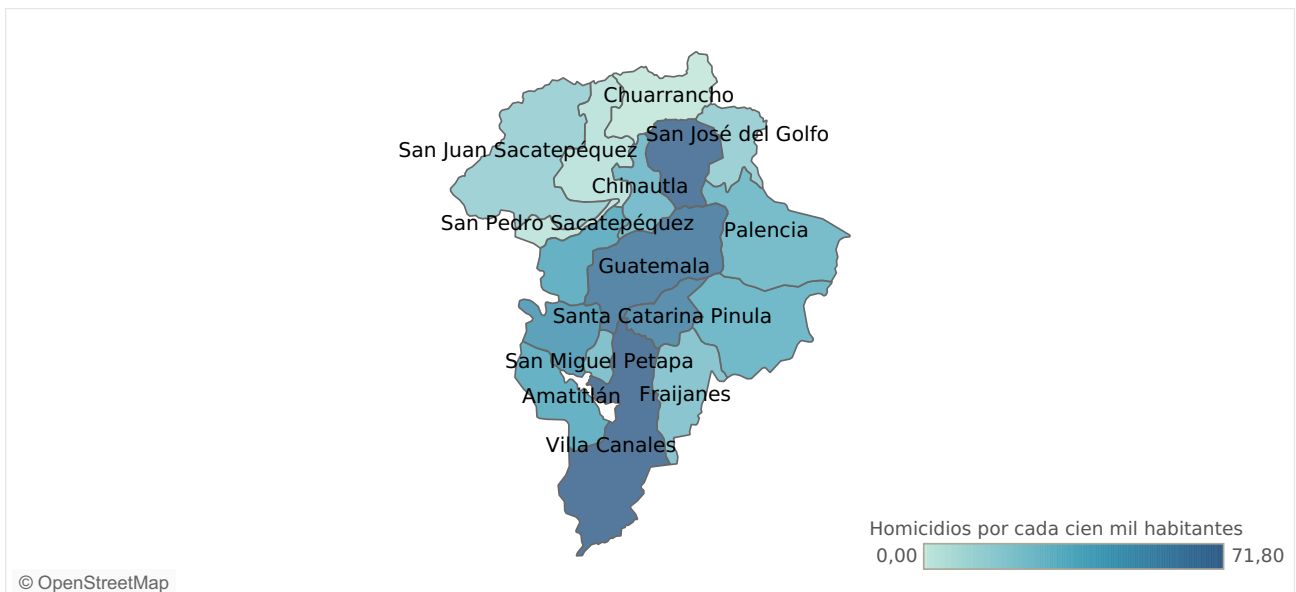 Chuarrancho
San José del Golfo
San Juan Sacatepéquez
Chinautla
San Pedro Sacatepéquez
Palencia
Guatemala
Santa Catarina Pinula
San Miguel Petapa
Amatitlán
Fraijanes
Villa Canales
Homicidios por cada cien mil habitantes
0,00
71,80
© OpenStreetMap